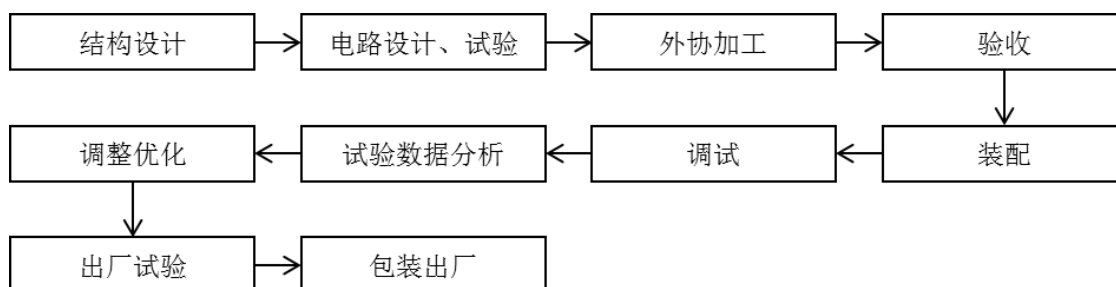 结构设计
电路设计、试验
外协加工
验收
装配
调试
试验数据分析
调整优化
出厂试验
包装出厂